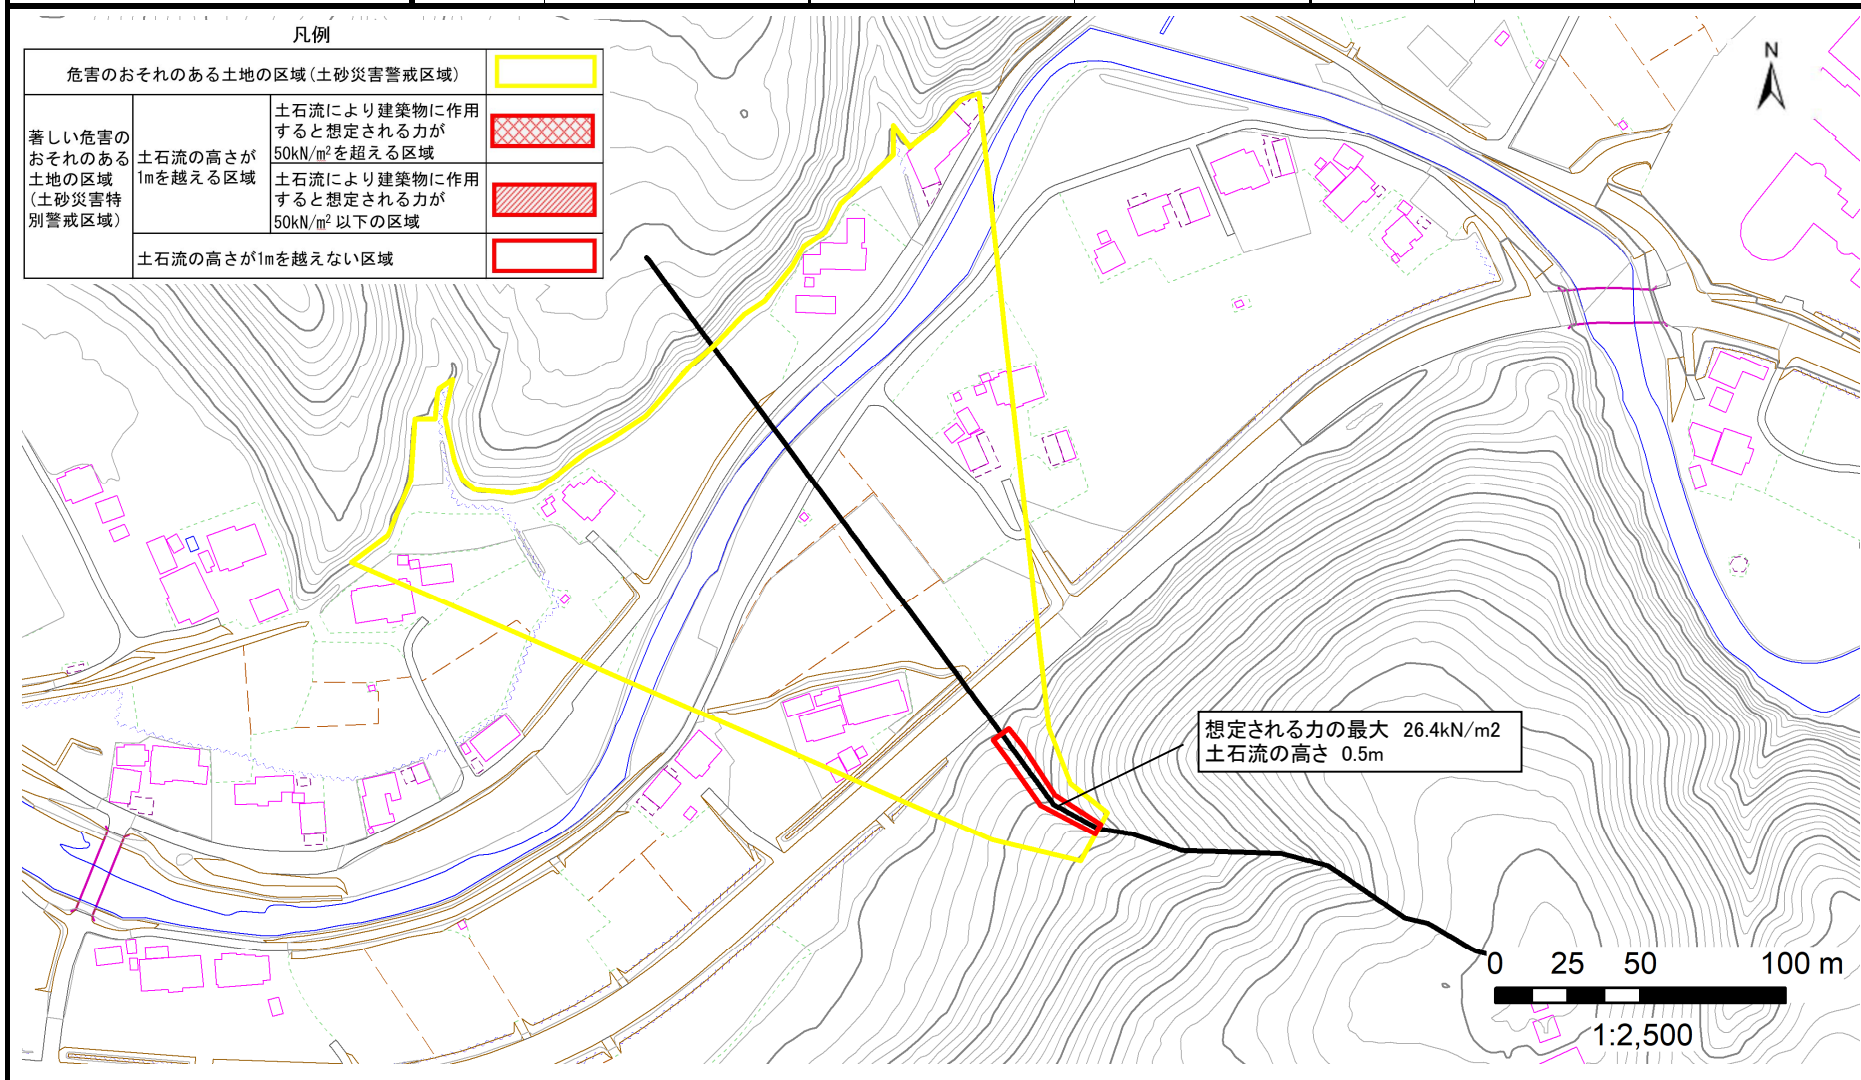 凡例
危害のおそれのある土地の区域(土砂災害警戒区域)
著しい危害の
おそれのある
土地の区域
(土砂災害特
別警戒区域)
土石流の高さが
1mを越える区域
土石流により建築物に作用
すると想定される力が
50kN/m²を超える区域
土石流により建築物に作用
すると想定される力が
50kN/m²以下の区域
土石流の高さが1mを越えない区域
N
想定される力の最大 26.4kN/m2
土石流の高さ 0.5m
0 25 50 100 m
1:2,500